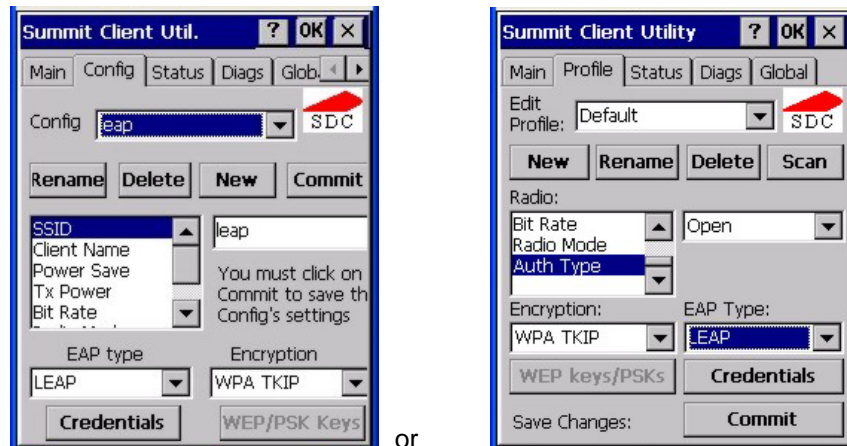 Summit Client Util. ? OK ×
Main Config Status Diags Glob
Config leap
SDC
Rename Delete New Commit
SSID
Client Name
Power Save
Tx Power
Bit Rate
leap
You must click on
Commit to save th
Config's settings
EAP type Encryption
LEAP WPA TKIP
Credentials WEP/PSK Keys
or
Summit Client Utility ? OK ×
Main Profile Status Diags Global
Edit
Profile: Default
SDC
New Rename Delete Scan
Radio:
Bit Rate
Radio Mode
Auth Type
Open
Encryption: EAP Type:
WPA TKIP LEAP
WEP keys/PSKs Credentials
Save Changes: Commit